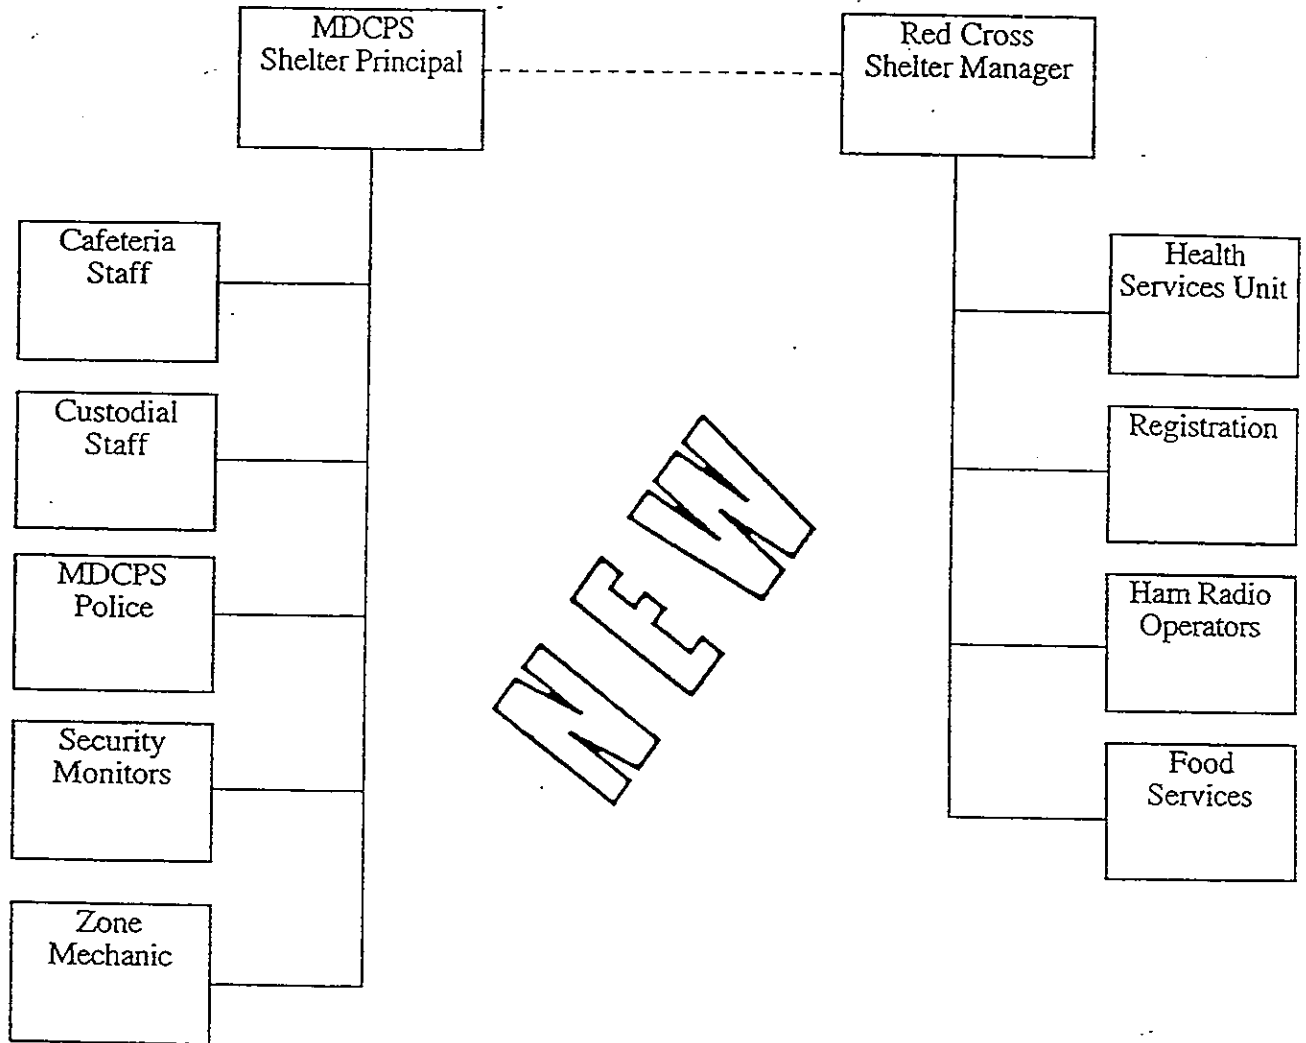 MDCPS
Shelter Principal
Red Cross
Shelter Manager
Cafeteria
Staff
Custodial
Staff
MDCPS
Police
Security
Monitors
Zone
Mechanic
NEW
Health
Services Unit
Registration
Ham Radio
Operators
Food
Services